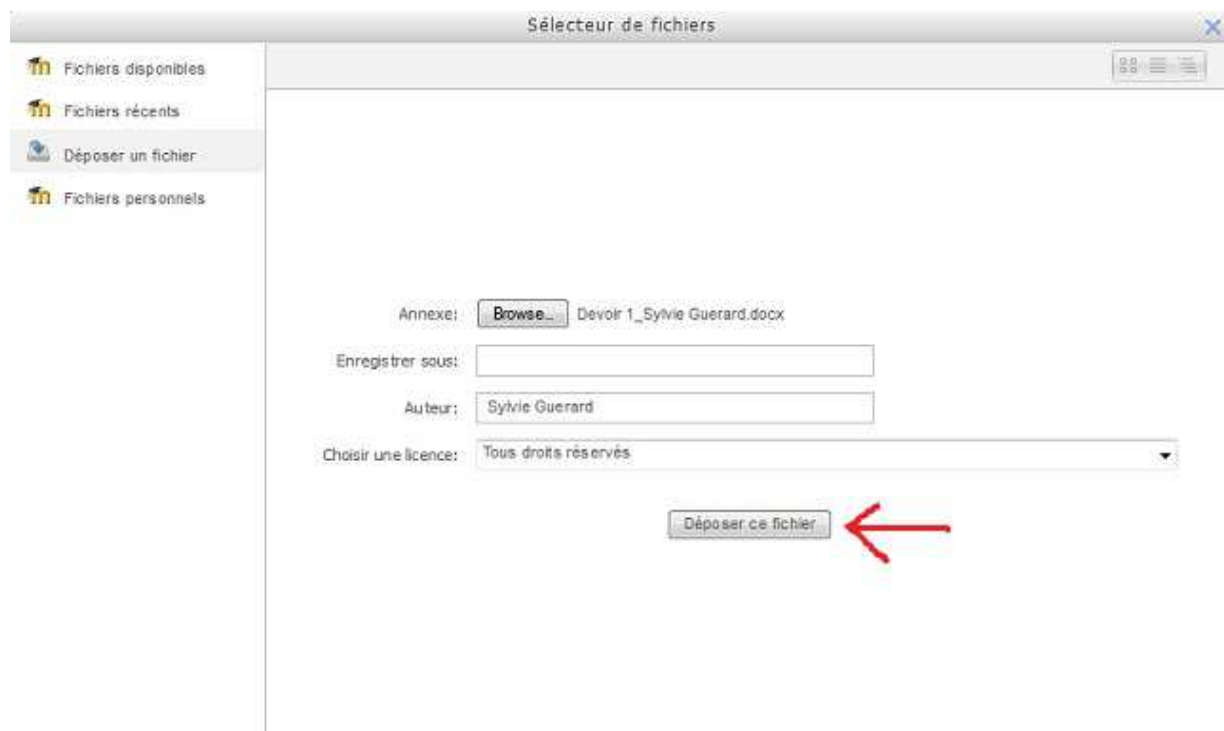 Sélecteur de fichiers
Fichiers disponibles
Fichiers récents
Déposer un fichier
Fichiers personnels
Annexe: Browse... Devoir 1_Sylvie Guerard.docx
Enregistrer sous:
Auteur: Sylvie Guerard
Choisir une licence: Tous droits réservés
Déposer ce fichier